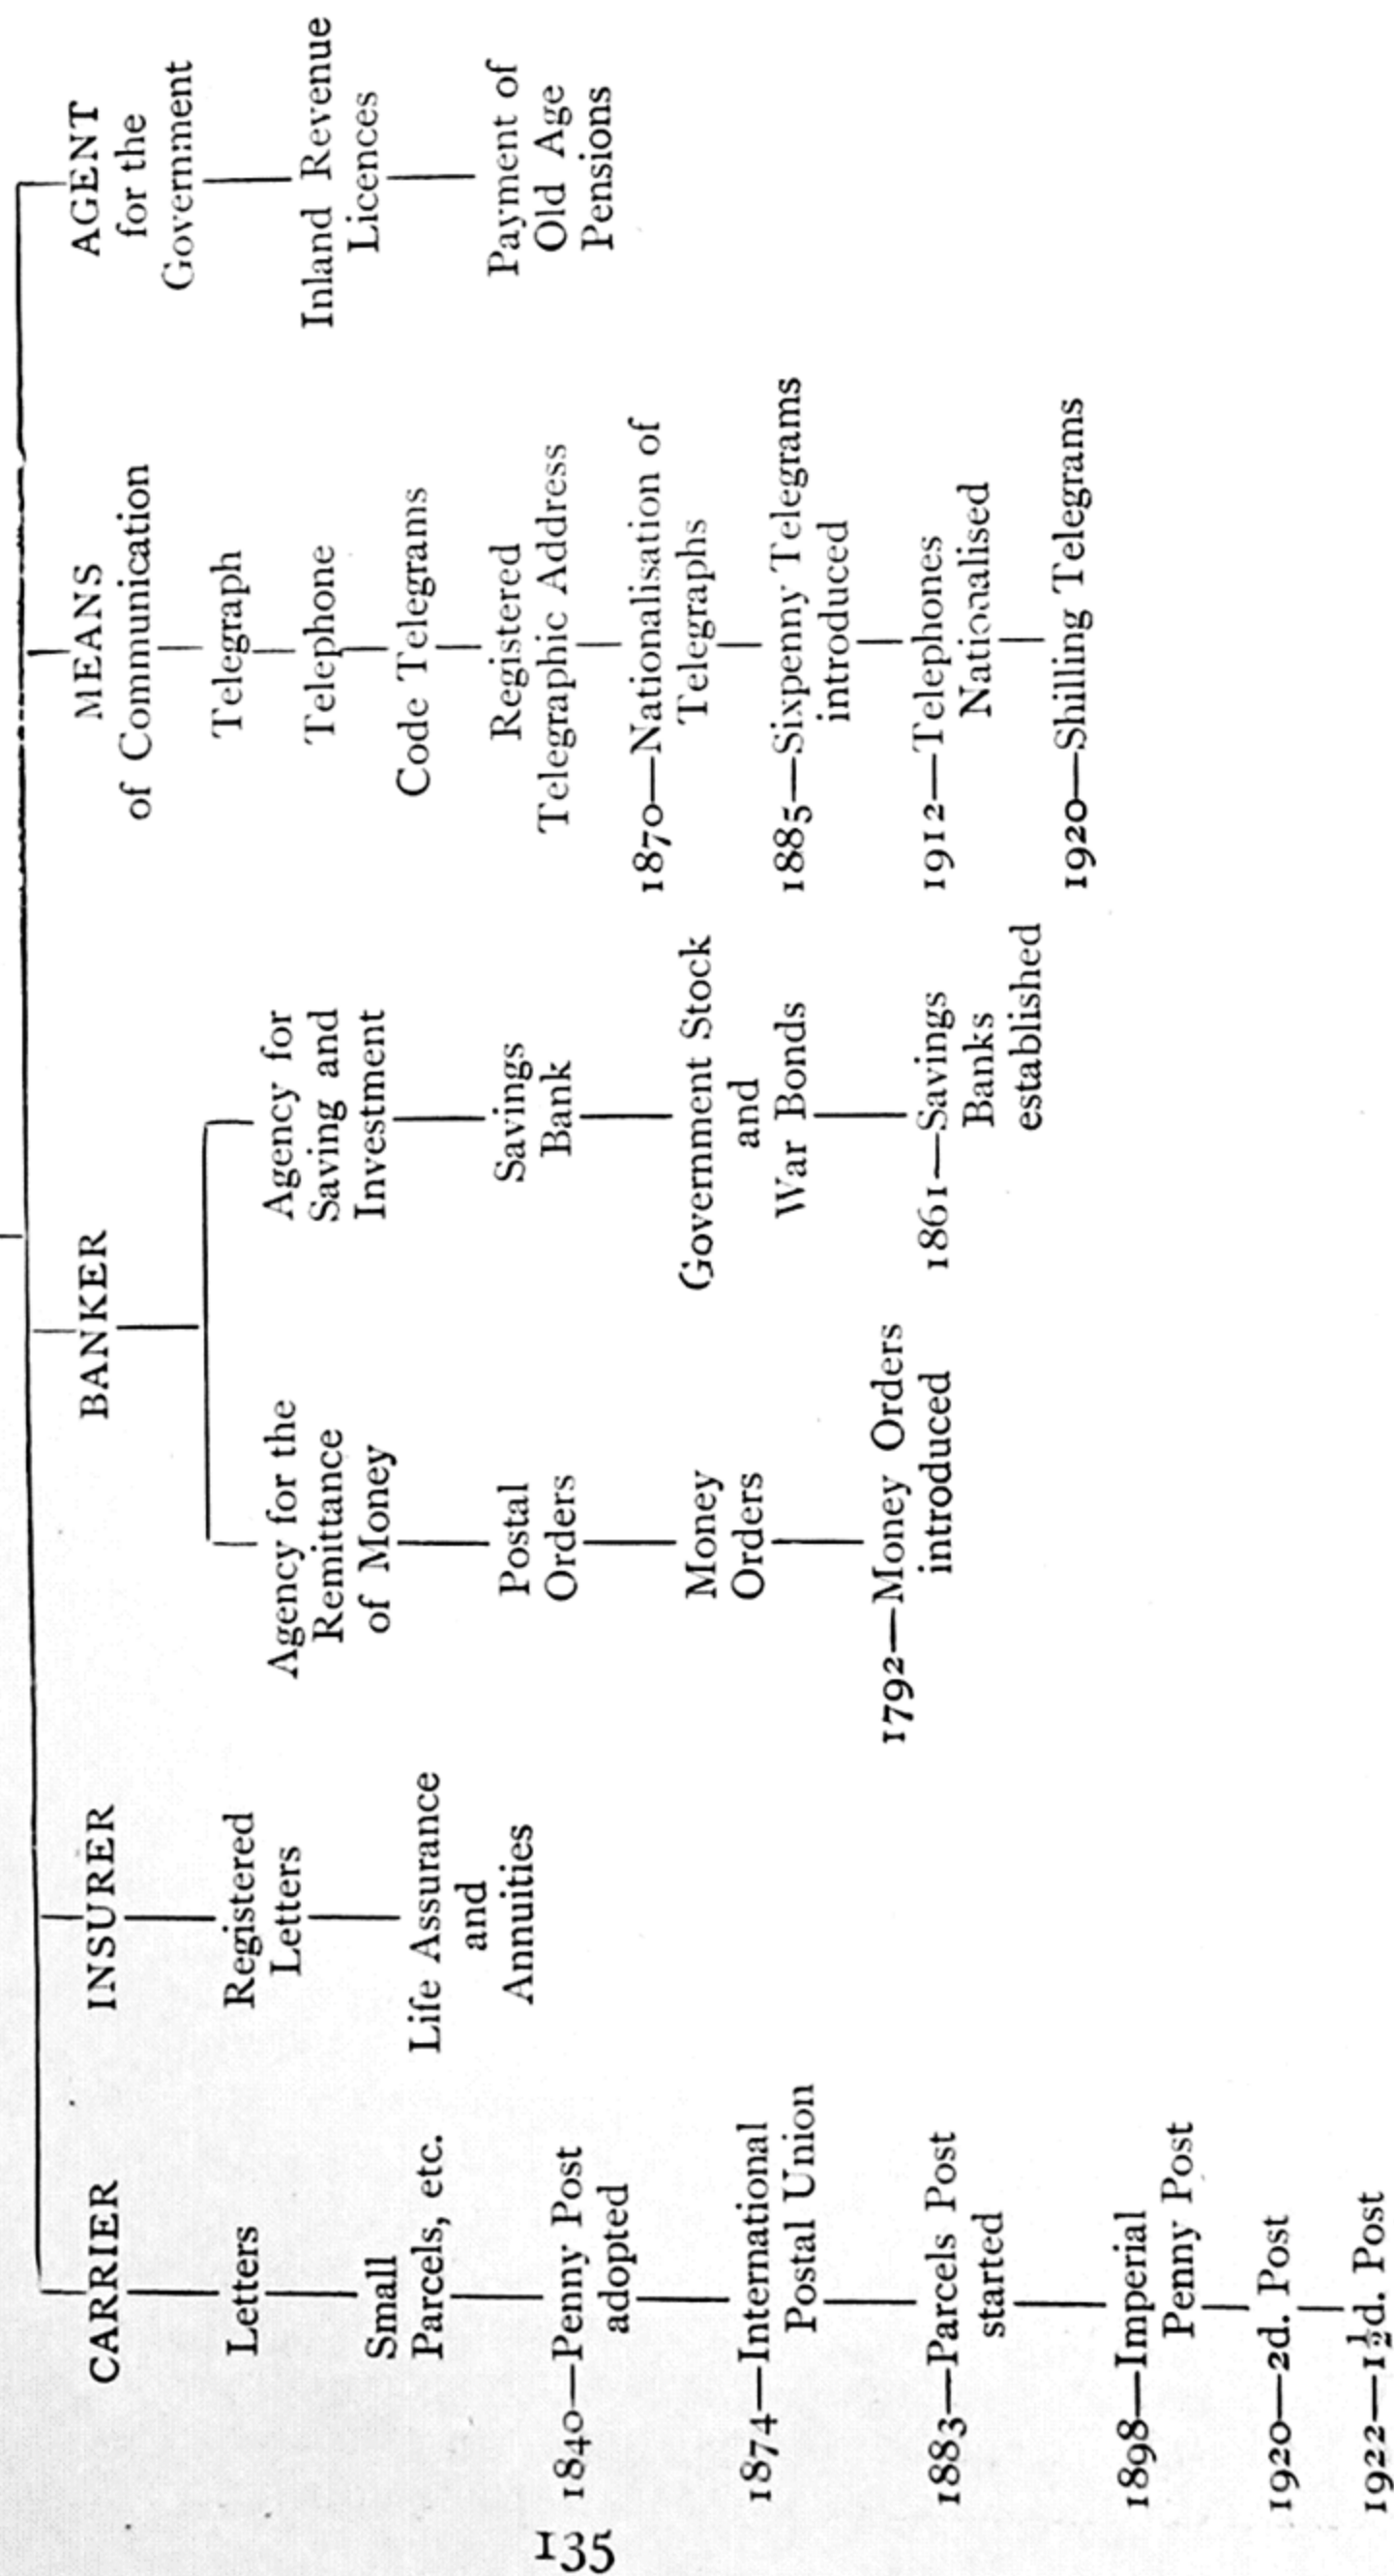 CARRIER
Letters
Small
Parcels, etc.
1840—Penny Post
adopted
1874—International
Postal Union
1883—Parcels Post
started
1898—Imperial
Penny Post
1920—2d. Post
1922—1½d. Post
INSURER
Registered
Letters
Life Assurance
and
Annuities
BANKER
Agency for the
Remittance
of Money
Postal
Orders
Money
Orders
1792—Money Orders
introduced
Agency for
Saving and
Investment
Savings
Bank
Government Stock
and
War Bonds
1861—Savings
Banks
established
MEANS
of Communication
Telegraph
Telephone
Code Telegrams
Registered
Telegraphic Address
1870—Nationalisation of
Telegraphs
1885—Sixpenny Telegrams
introduced
1912—Telephones
Nationalised
1920—Shilling Telegrams
AGENT
for the
Government
Inland Revenue
Licences
Payment of
Old Age
Pensions
135